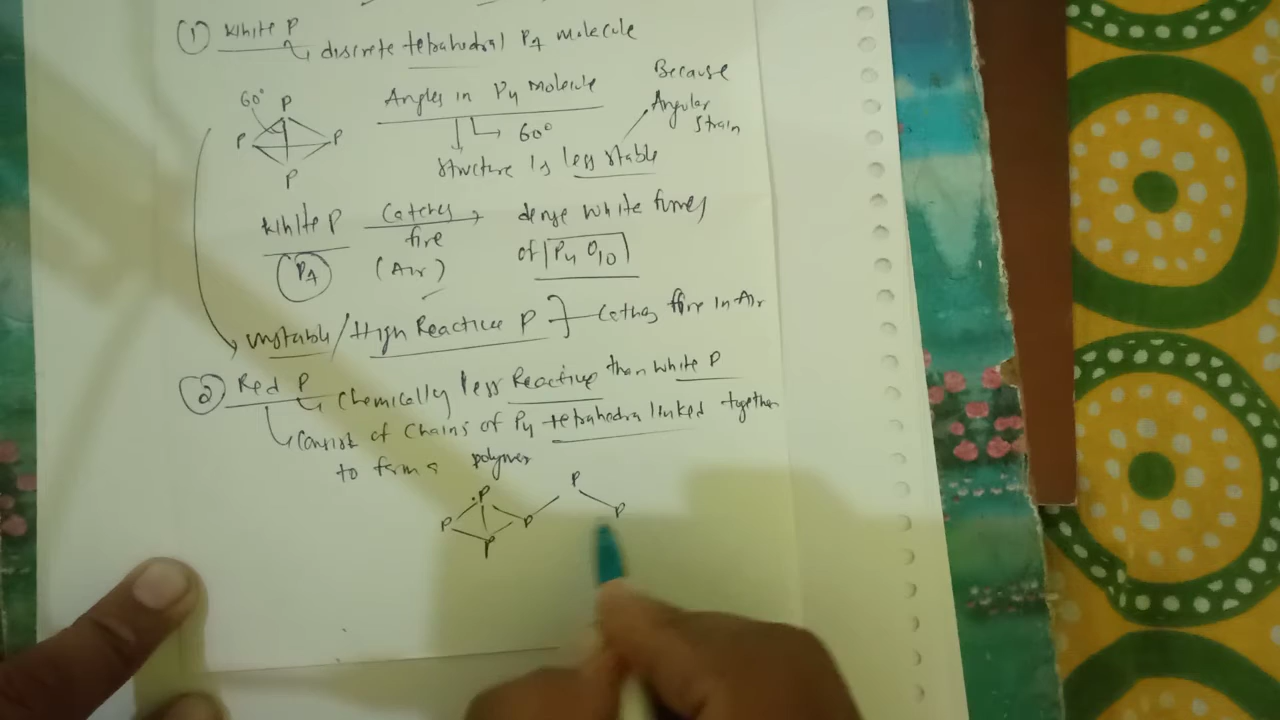 ① White P
discrete tetrahedral P4 molecule
60°
P
P P
P
Angles in P4 Molecule
60°
Structure is less stable
Because
Angular
Strain
White P Catches dense white fumes
fire
P4 (Air) of P4O10
unstable/High Reactive P } Cathes fire in Air
② Red P Chemically less Reactive than white P
Consist of Chains of P4 tetrahedra linked together
to form a polymer
P P
P P P
P